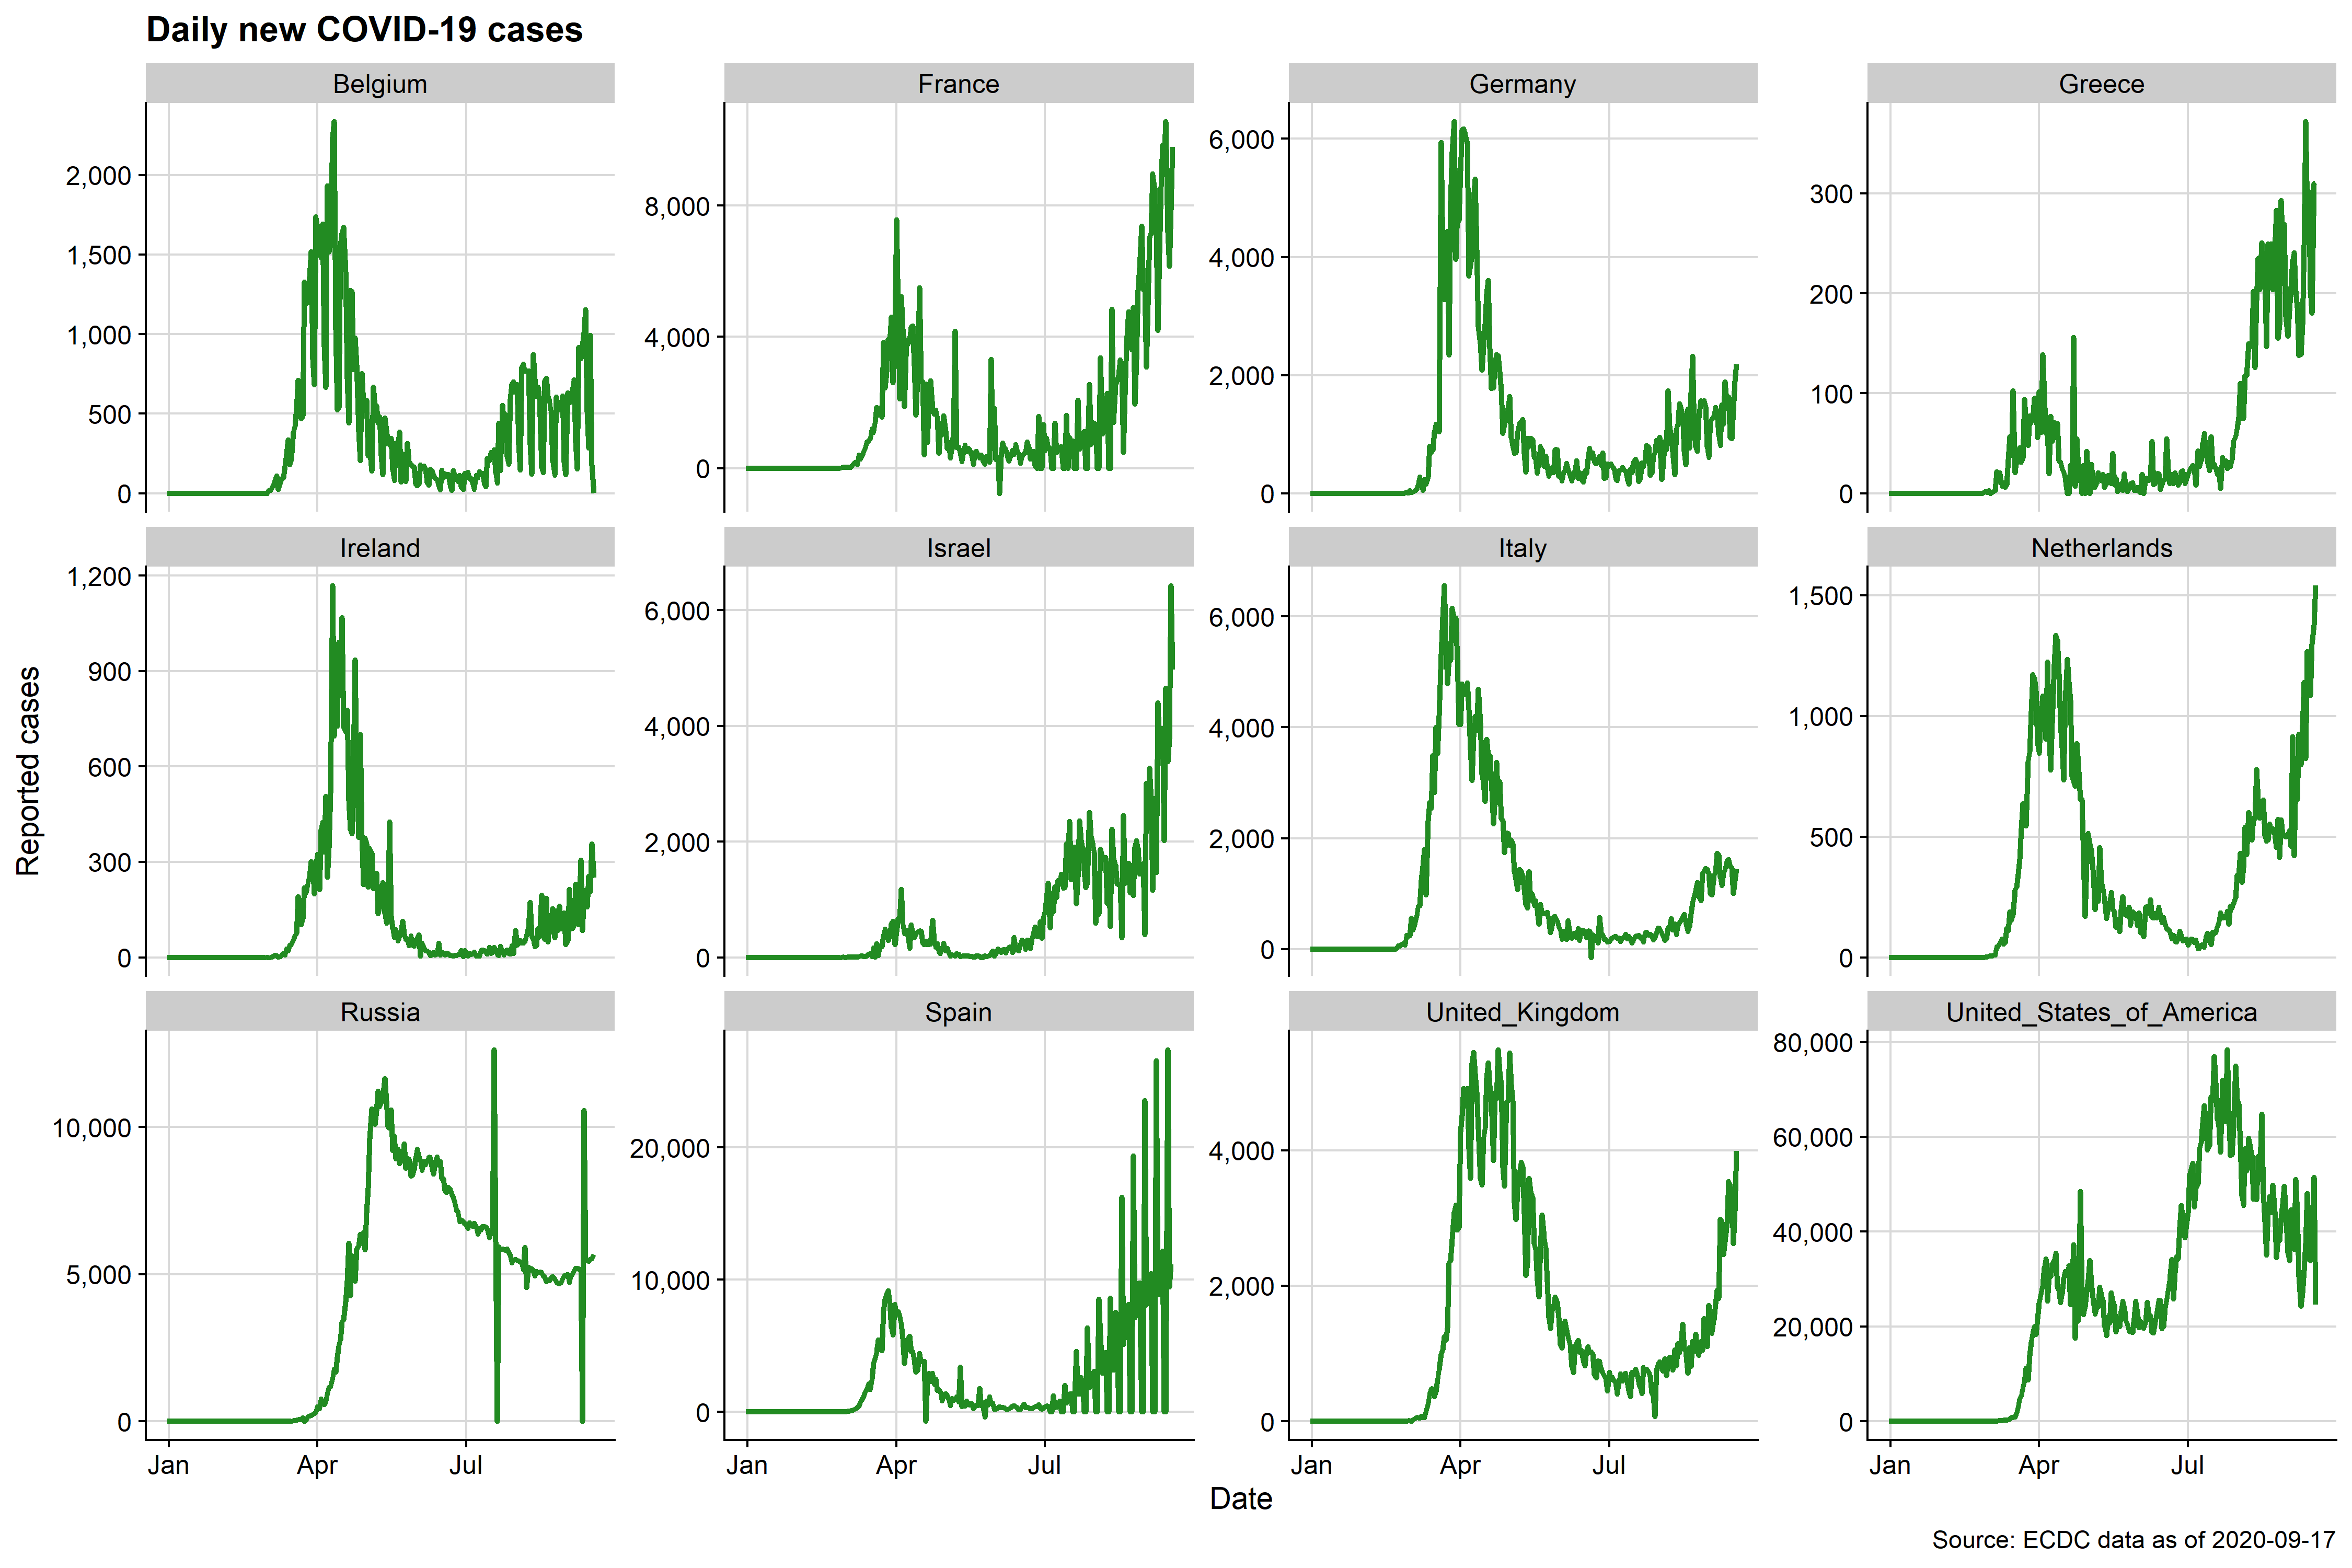 Daily new COVID-19 cases
Belgium
France
Germany
Greece
2,000
1,500
1,000
500
0
8,000
4,000
0
6,000
4,000
2,000
0
300
200
100
0
Ireland
Israel
Italy
Netherlands
1,200
900
600
300
0
6,000
4,000
2,000
0
6,000
4,000
2,000
0
1,500
1,000
500
0
Reported cases
Russia
Spain
United_Kingdom
United_States_of_America
10,000
5,000
0
20,000
10,000
0
4,000
2,000
0
80,000
60,000
40,000
20,000
0
Jan Apr Jul
Jan Apr Jul
Jan Apr Jul
Jan Apr Jul
Date
Source: ECDC data as of 2020-09-17